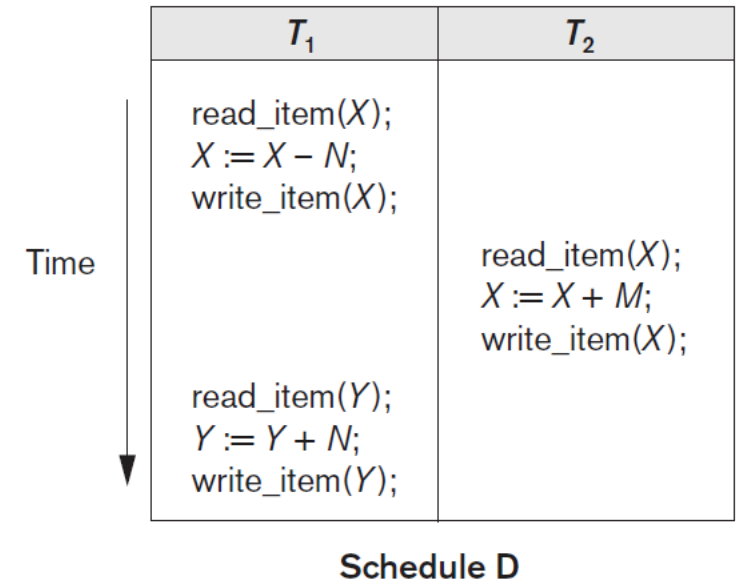 T₁ T₂
read_item(X);
X := X – N;
write_item(X);
Time
read_item(X);
X := X + M;
write_item(X);
read_item(Y);
Y := Y + N;
write_item(Y);
Schedule D